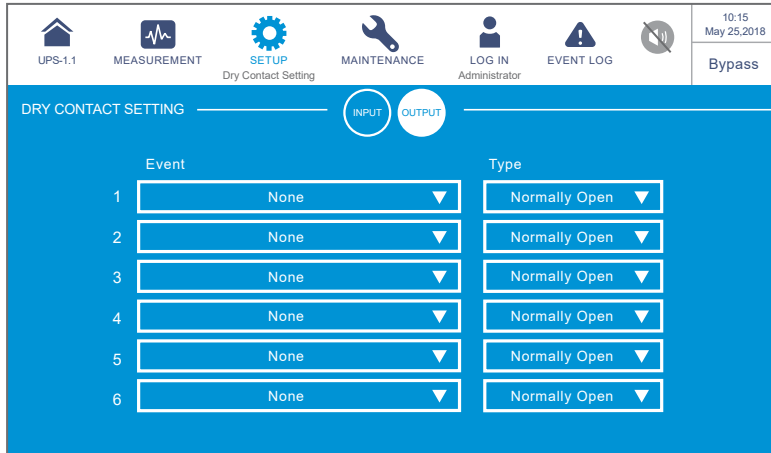 10:15
May 25,2018
UPS-1.1 MEASUREMENT SETUP MAINTENANCE LOG IN EVENT LOG Bypass
Dry Contact Setting Administrator
DRY CONTACT SETTING INPUT OUTPUT
Event Type
1 None Normally Open
2 None Normally Open
3 None Normally Open
4 None Normally Open
5 None Normally Open
6 None Normally Open